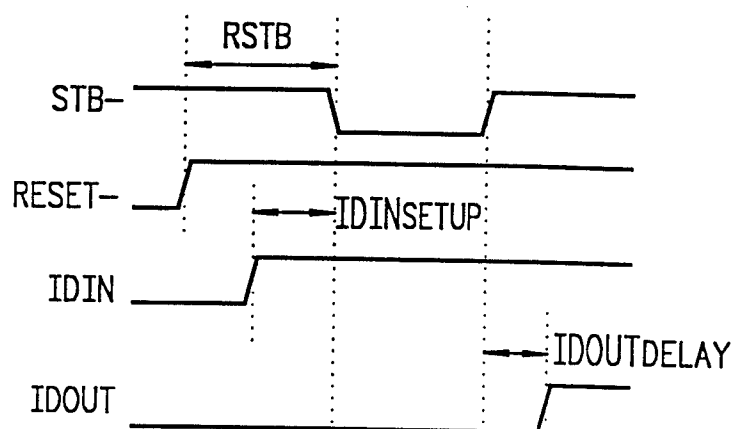 RSTB
STB-
RESET-
IDINSETUP
IDIN
IDOUTDELAY
IDOUT